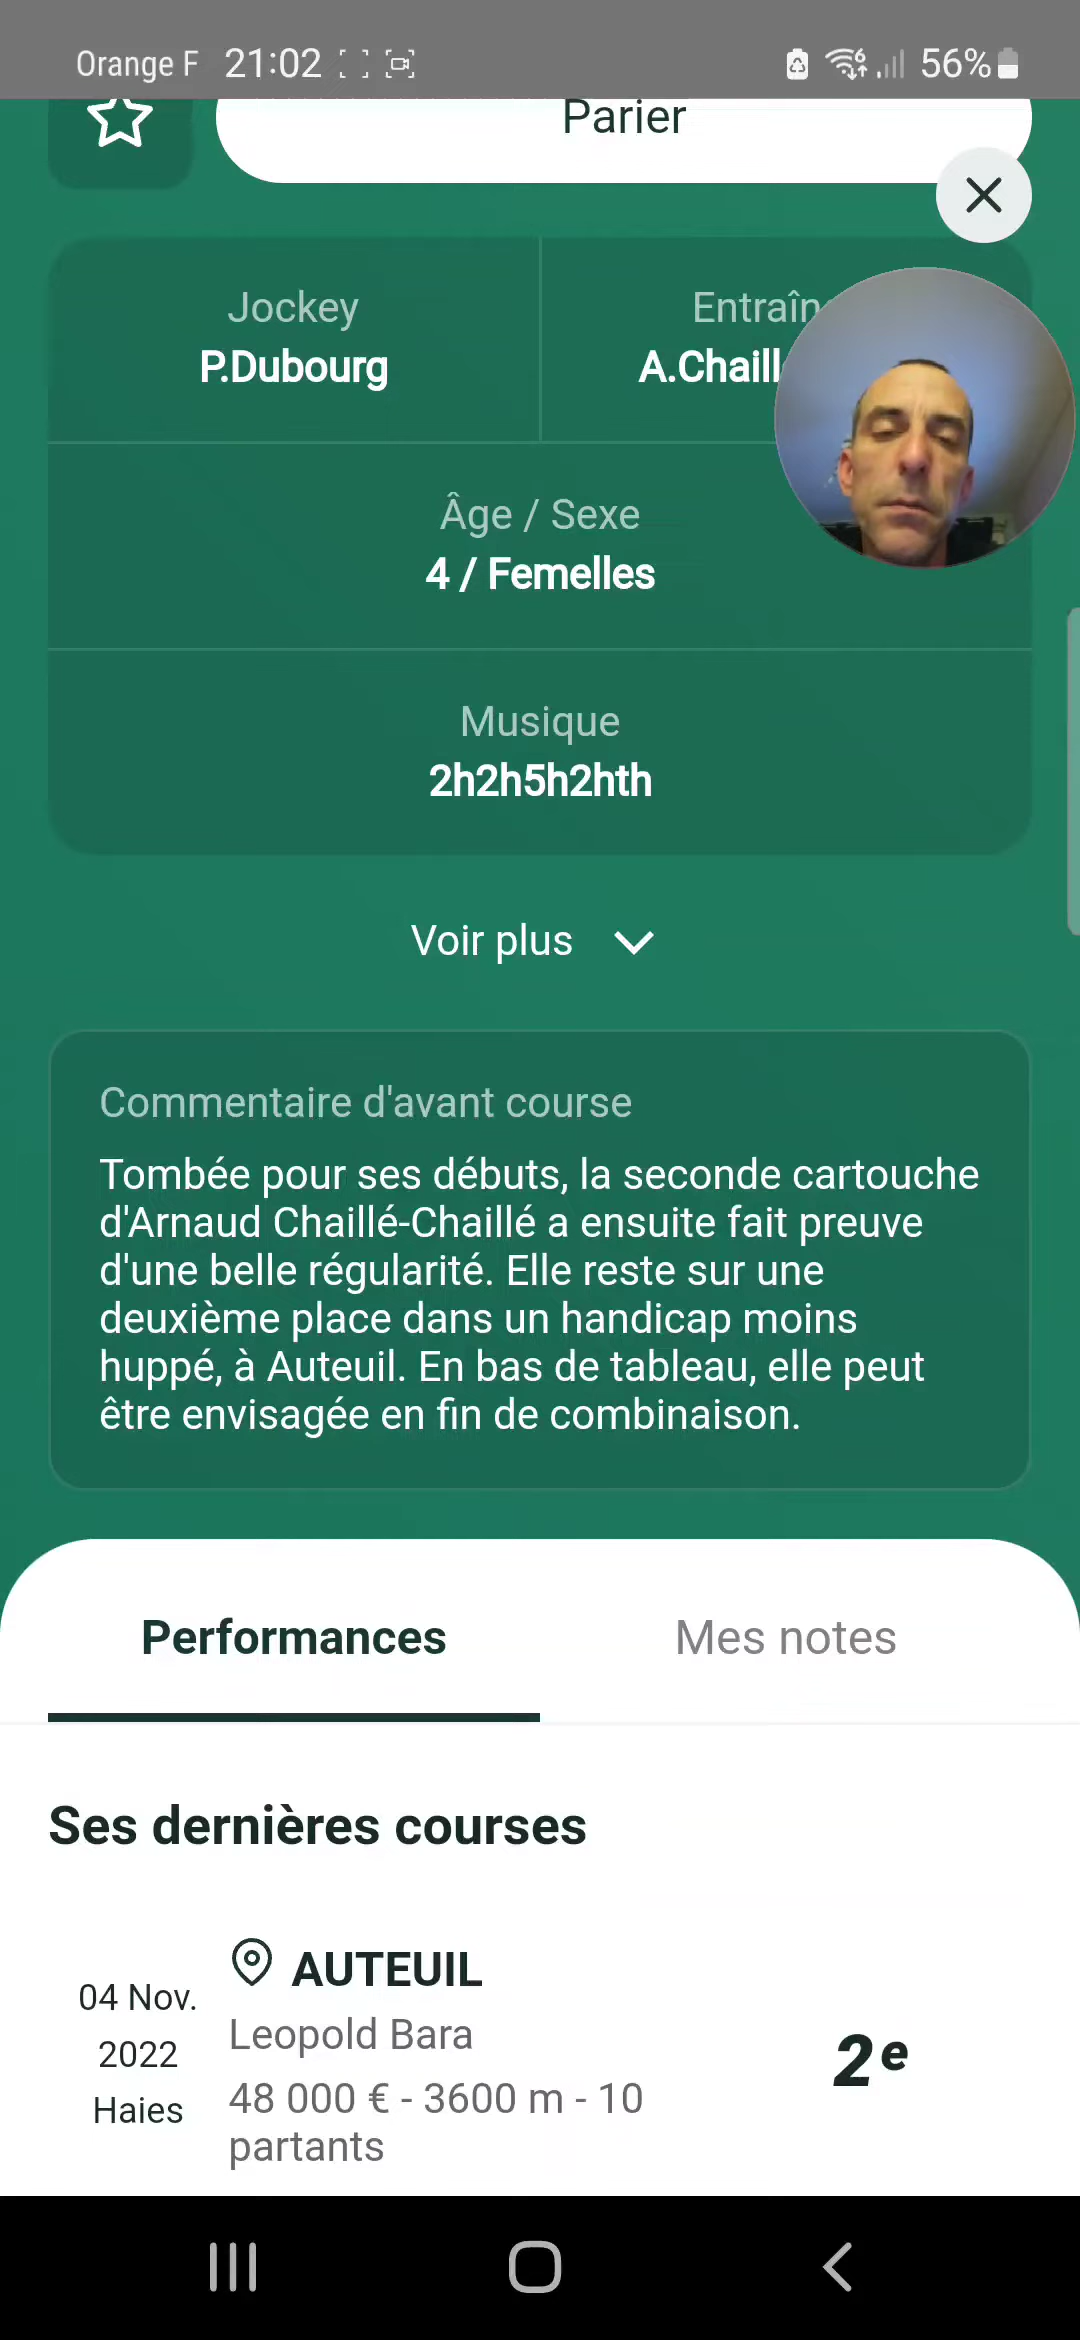 Orange F 21:02 56%
Parier
Jockey
P.Dubourg
Entraîn
A.Chaill
Âge / Sexe
4 / Femelles
Musique
2h2h5h2hth
Voir plus
Commentaire d'avant course
Tombée pour ses débuts, la seconde cartouche
d'Arnaud Chaillé-Chaillé a ensuite fait preuve
d'une belle régularité. Elle reste sur une
deuxième place dans un handicap moins
huppé, à Auteuil. En bas de tableau, elle peut
être envisagée en fin de combinaison.
Performances
Mes notes
Ses dernières courses
04 Nov.
2022
Haies
AUTEUIL
Leopold Bara
48 000 € - 3600 m - 10
partants
2e